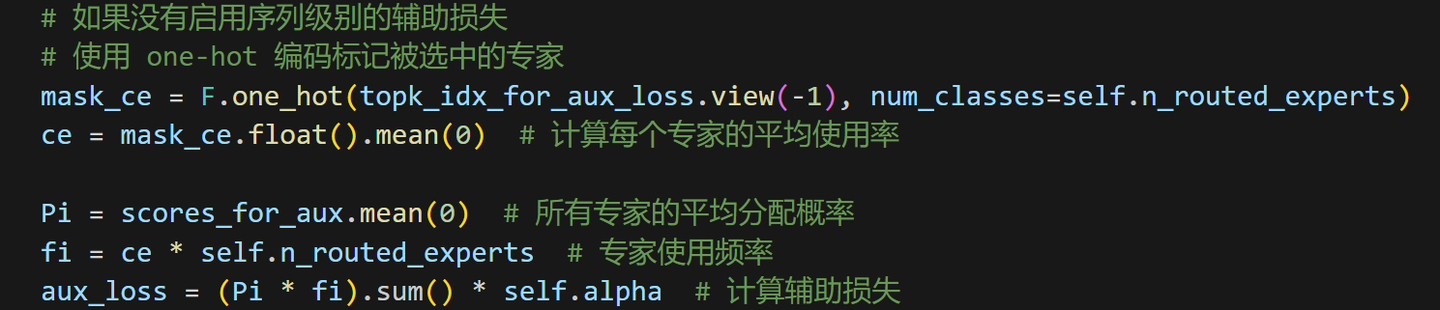 # 如果没有启用序列级别的辅助损失
# 使用 one-hot 编码标记被选中的专家
mask_ce = F.one_hot(topk_idx_for_aux_loss.view(-1), num_classes=self.n_routed_experts)
ce = mask_ce.float().mean(0)  # 计算每个专家的平均使用率
Pi = scores_for_aux.mean(0)  # 所有专家的平均分配概率
fi = ce * self.n_routed_experts  # 专家使用频率
aux_loss = (Pi * fi).sum() * self.alpha  # 计算辅助损失